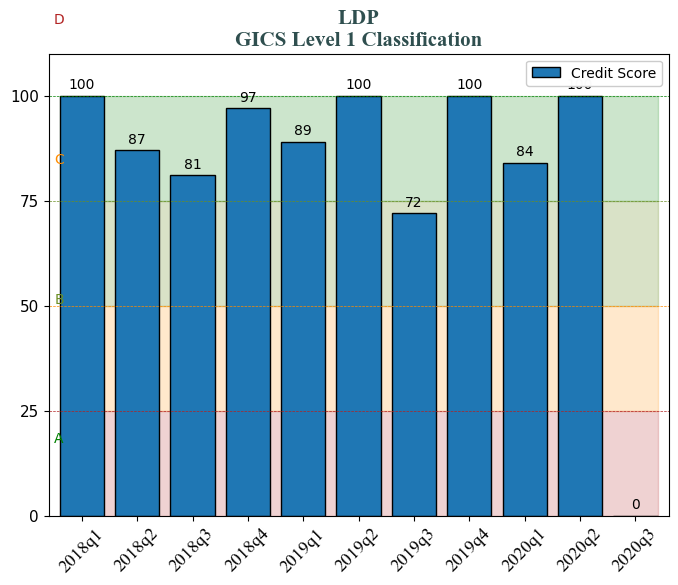 D
LDP
GICS Level 1 Classification
Credit Score
100
87
81
97
89
100
72
100
84
100
0
100
75
50
25
0
C
B
A
2018q1
2018q2
2018q3
2018q4
2019q1
2019q2
2019q3
2019q4
2020q1
2020q2
2020q3